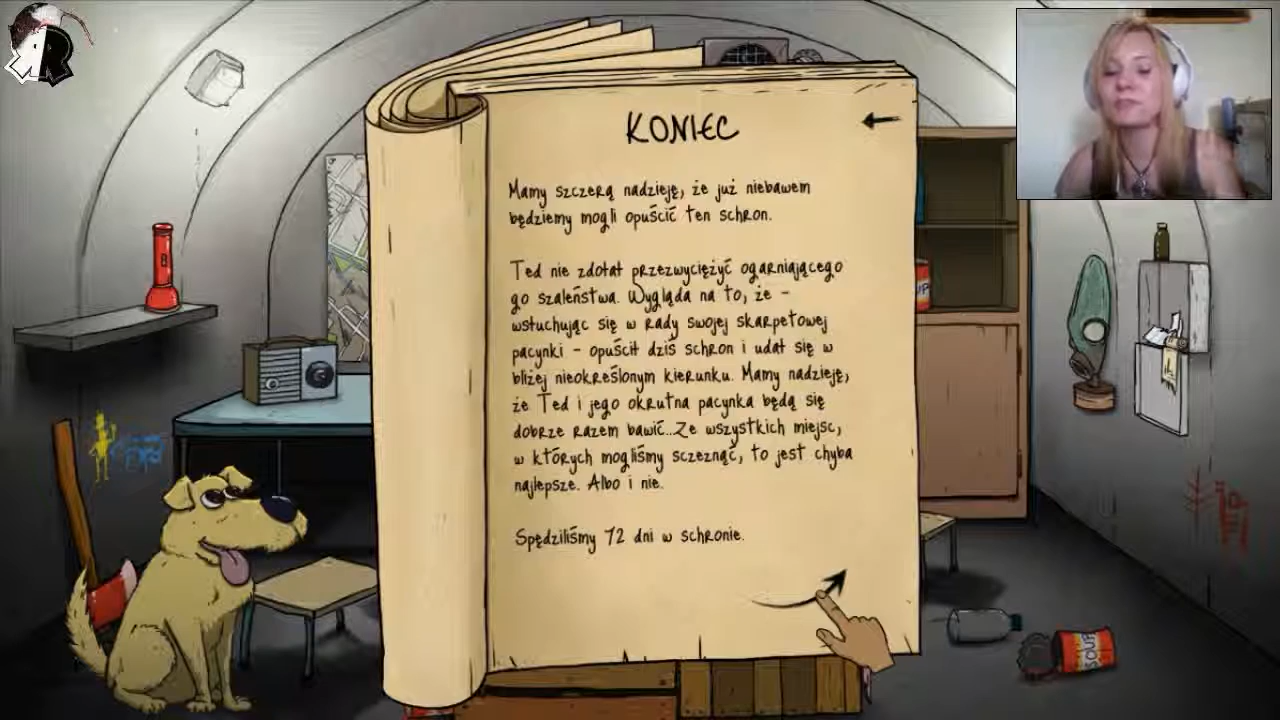 KONIEC
Mamy szczerą nadzieję, że już niebawem
będziemy mogli opuścić ten schron.
Ted nie zdołał przezwyciężyć ogarniającego
go szaleństwa. Wygląda na to, że -
wsłuchując się w rady swojej skarpetowej
pacynki - opuścił dziś schron i udał się w
bliżej nieokreślonym kierunku. Mamy nadzieję,
że Ted i jego okrutna pacynka będą się
dobrze razem bawić...Ze wszystkich miejsc,
w których mogliśmy sczeznąć, to jest chyba
najlepsze. Albo i nie.
Spędziliśmy 72 dni w schronie.
UP
SOUP